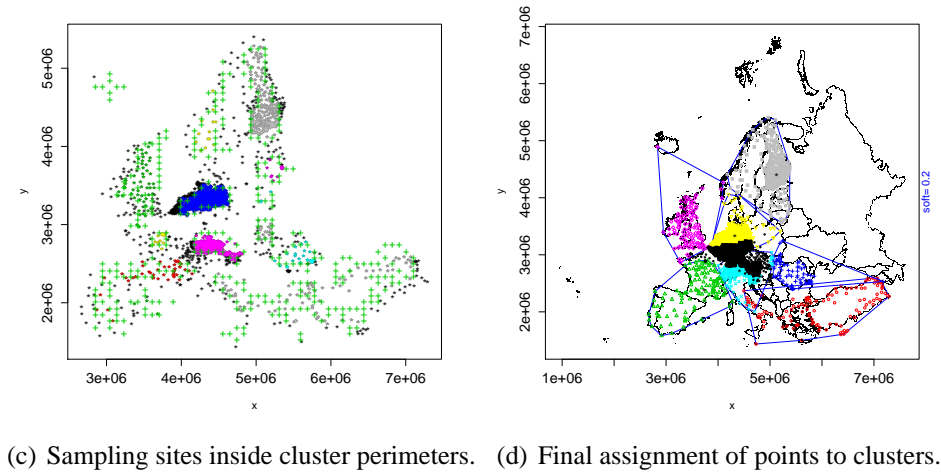 5e+06
4e+06
3e+06
2e+06
y
3e+06 4e+06 5e+06 6e+06 7e+06
x
7e+06
6e+06
5e+06
4e+06
3e+06
2e+06
y
1e+06 3e+06 5e+06 7e+06
x
soft= 0.2
(c) Sampling sites inside cluster perimeters. (d) Final assignment of points to clusters.